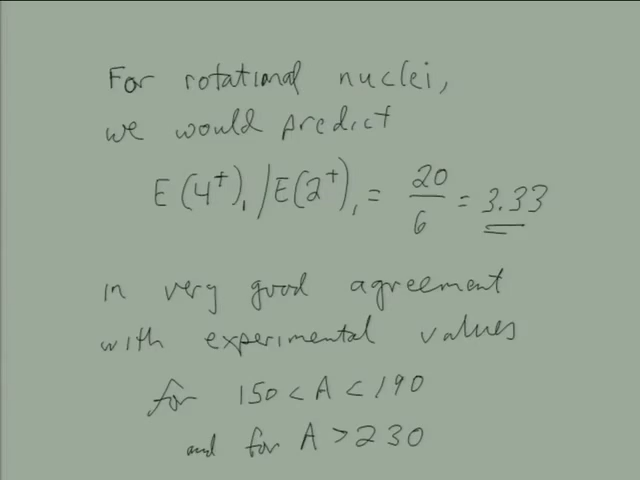 For rotational nuclei,
we would predict
E(4⁺)₁/E(2⁺)₁ = 20/6 = 3.33
in very good agreement
with experimental values
for 150 < A < 190
and for A > 230